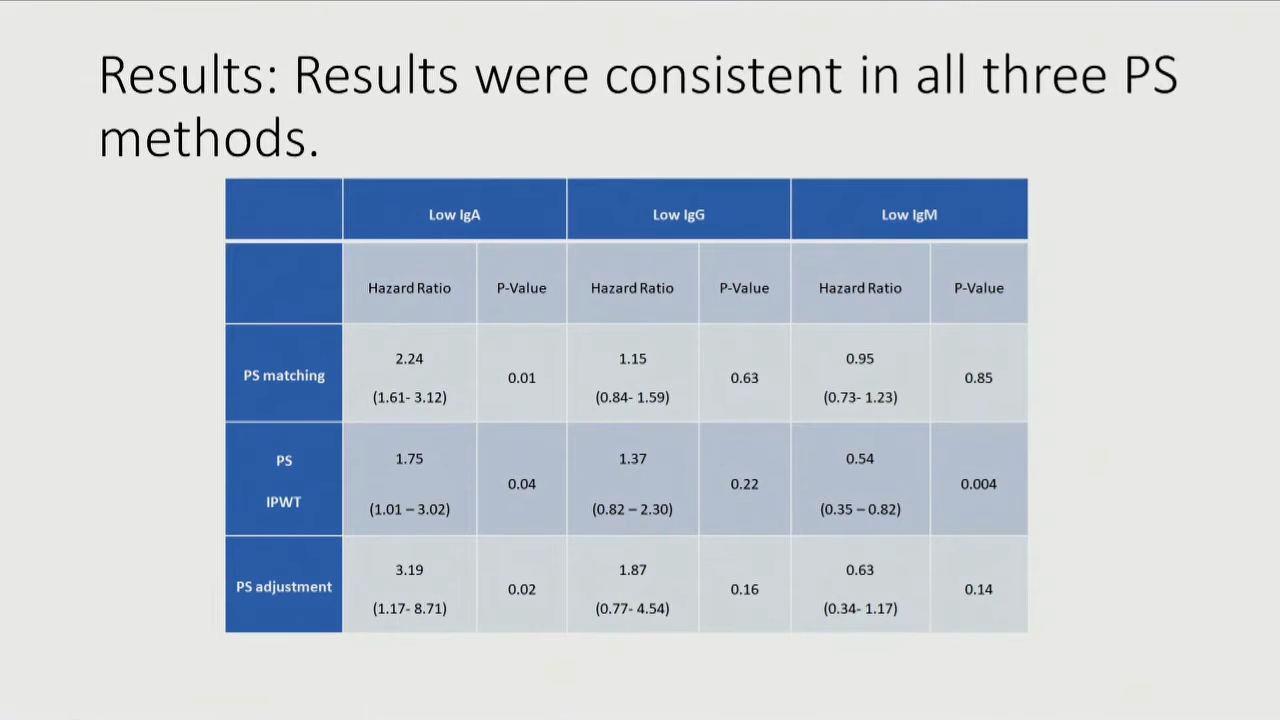 Results: Results were consistent in all three PS
methods.
Low IgA Low IgG Low IgM
Hazard Ratio P-Value Hazard Ratio P-Value Hazard Ratio P-Value
PS matching
2.24
(1.61- 3.12)
0.01
1.15
(0.84- 1.59)
0.63
0.95
(0.73- 1.23)
0.85
PS
IPWT
1.75
(1.01 – 3.02)
0.04
1.37
(0.82 – 2.30)
0.22
0.54
(0.35 – 0.82)
0.004
PS adjustment
3.19
(1.17- 8.71)
0.02
1.87
(0.77- 4.54)
0.16
0.63
(0.34- 1.17)
0.14